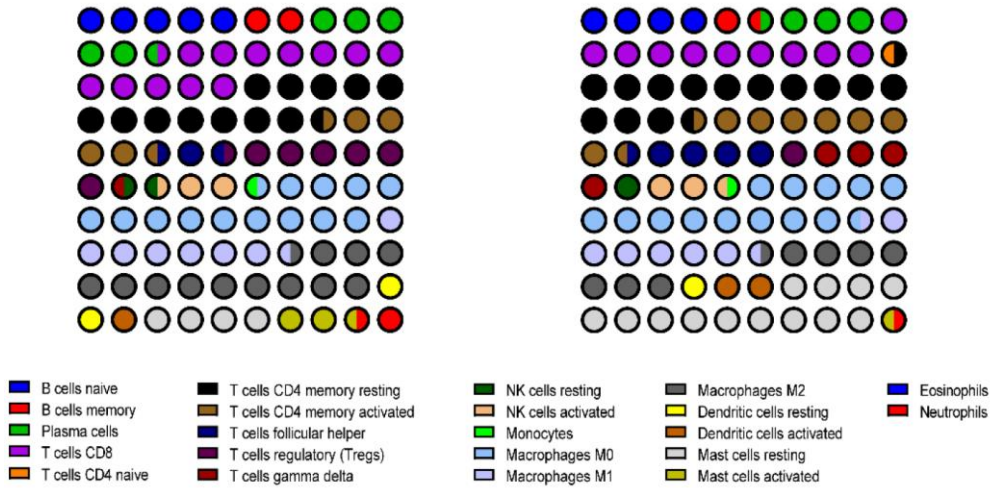 B cells naive
B cells memory
Plasma cells
T cells CD8
T cells CD4 naive
T cells CD4 memory resting
T cells CD4 memory activated
T cells follicular helper
T cells regulatory (Tregs)
T cells gamma delta
NK cells resting
NK cells activated
Monocytes
Macrophages M0
Macrophages M1
Macrophages M2
Dendritic cells resting
Dendritic cells activated
Mast cells resting
Mast cells activated
Eosinophils
Neutrophils